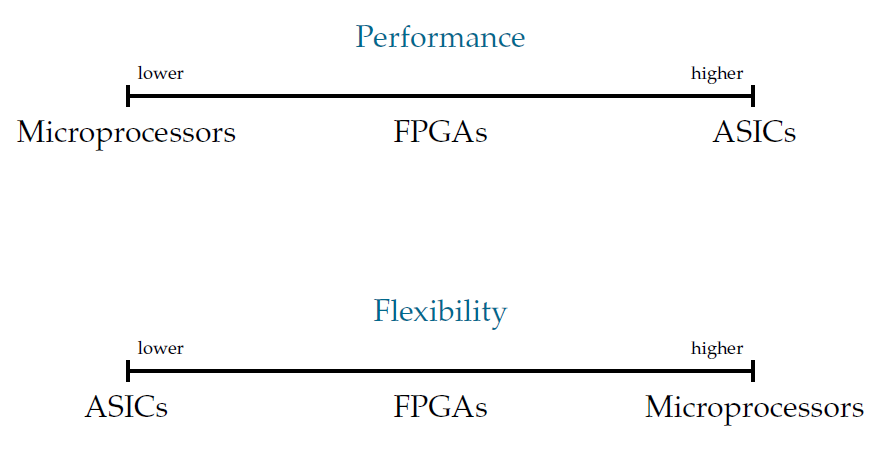 Performance
lower higher
Microprocessors FPGAs ASICs
Flexibility
lower higher
ASICs FPGAs Microprocessors